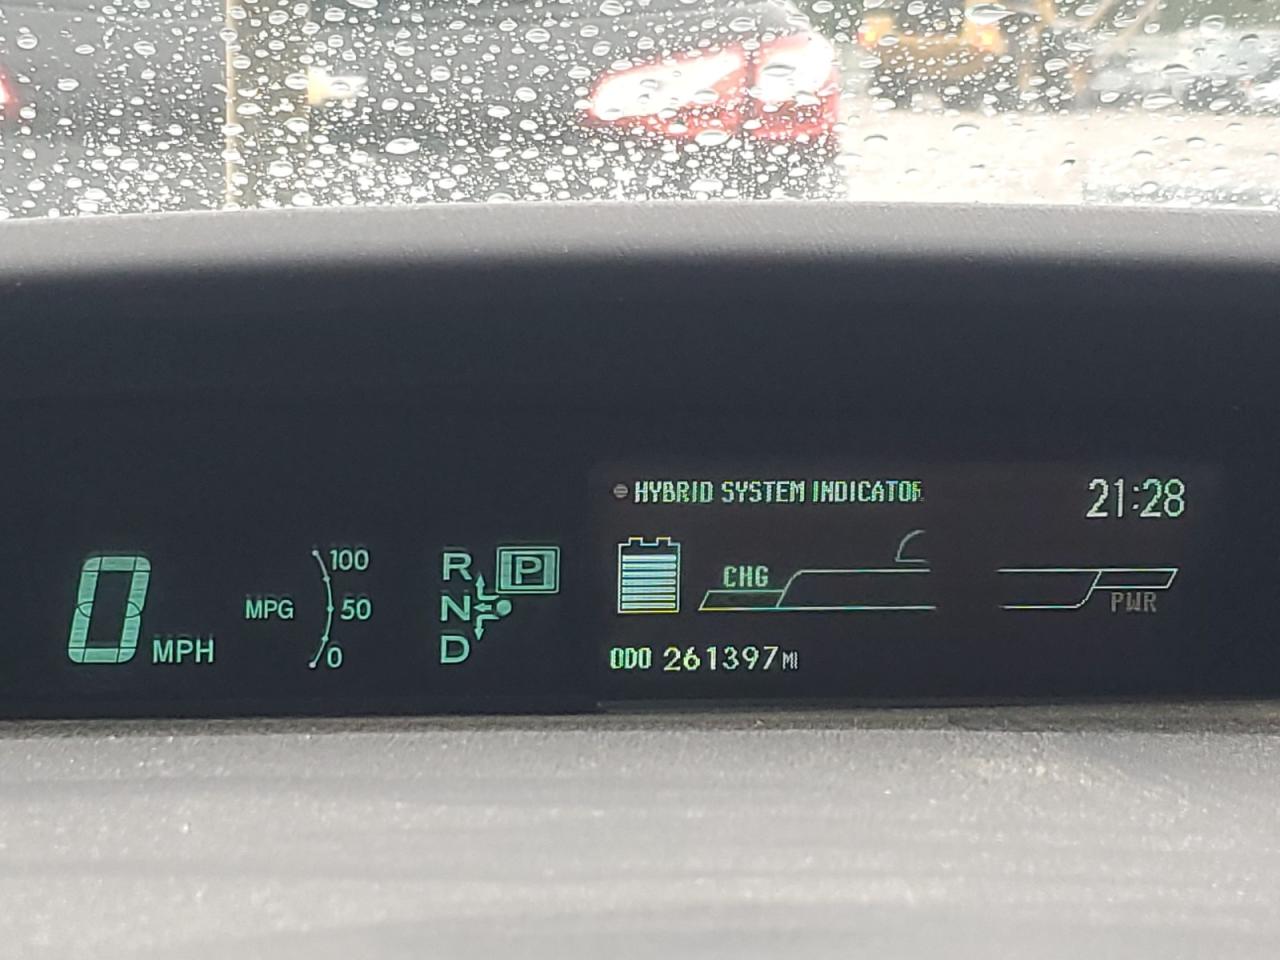 HYBRID SYSTEM INDICATOR
21:28
0 MPH
MPG
100
50
0
R
P
N
D
CHG
PWR
ODO 261397 MI